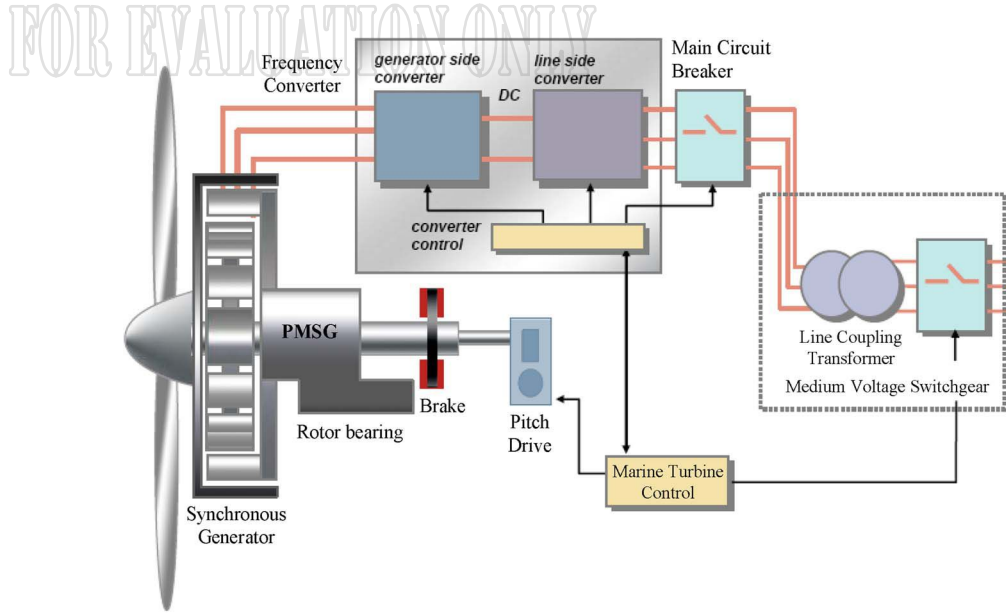 FOR EVALUATION ONLY
Frequency
Converter
generator side
converter
DC
line side
converter
Main Circuit
Breaker
converter
control
PMSG
Brake
Rotor bearing
Pitch
Drive
Line Coupling
Transformer
Medium Voltage Switchgear
Marine Turbine
Control
Synchronous
Generator